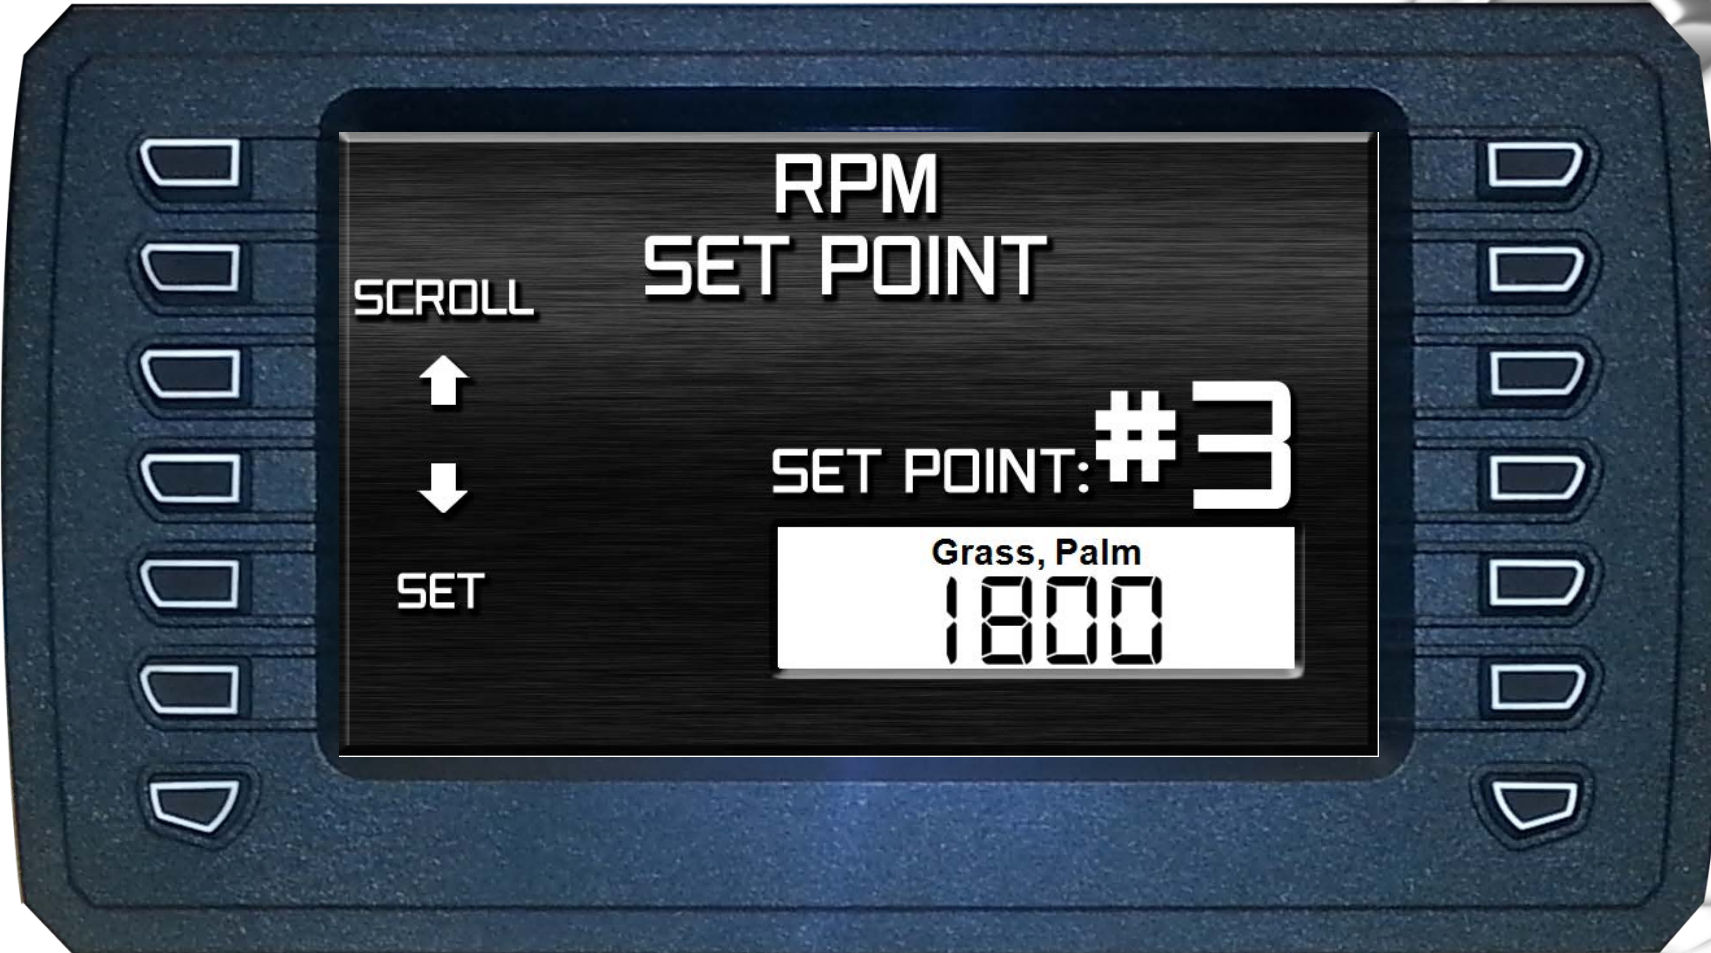 RPM
SET POINT
SCROLL
SET POINT: #3
Grass, Palm
1800
SET